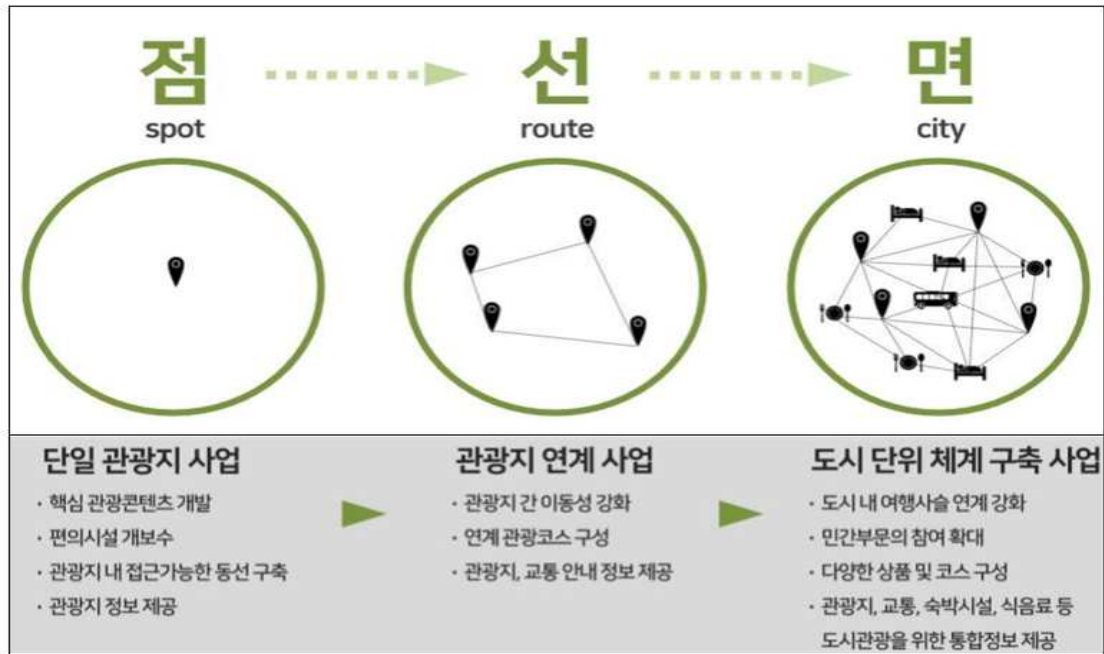 점
spot
선
route
면
city
단일 관광지 사업
· 핵심 관광콘텐츠 개발
· 편의시설 개보수
· 관광지 내 접근가능한 동선 구축
· 관광지 정보 제공
관광지 연계 사업
· 관광지 간 이동성 강화
· 연계 관광코스 구성
· 관광지, 교통 안내 정보 제공
도시 단위 체계 구축 사업
· 도시 내 여행사슬 연계 강화
· 민간부문의 참여 확대
· 다양한 상품 및 코스 구성
· 관광지, 교통, 숙박시설, 식음료 등
도시관광을 위한 통합정보 제공